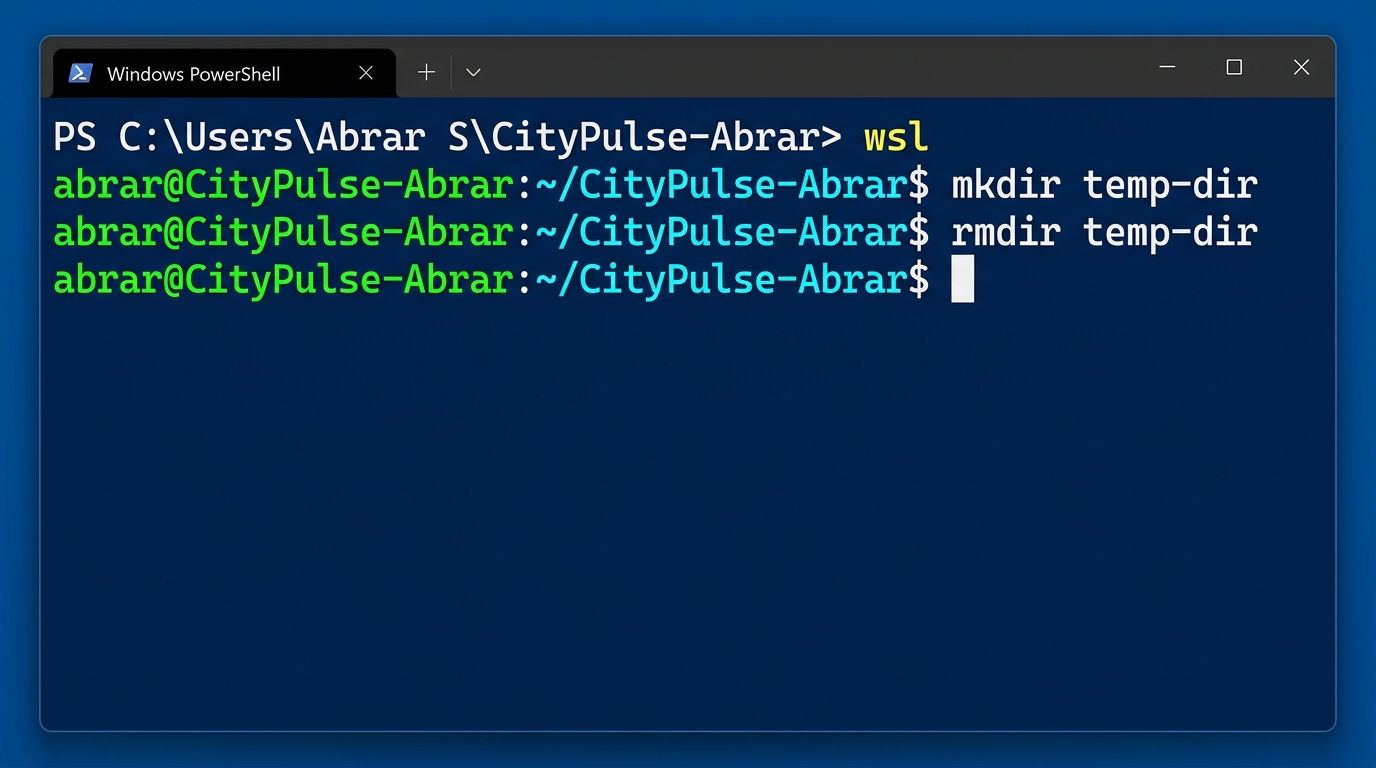 Windows PowerShell
PS C:\Users\Abrar S\CityPulse-Abrar> wsl
abrar@CityPulse-Abrar:~/CityPulse-Abrar$ mkdir temp-dir
abrar@CityPulse-Abrar:~/CityPulse-Abrar$ rmdir temp-dir
abrar@CityPulse-Abrar:~/CityPulse-Abrar$